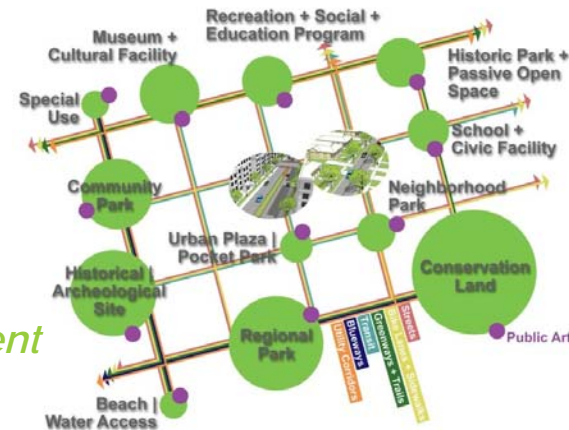 Museum +
Cultural Facility
Recreation + Social +
Education Program
Historic Park +
Passive Open
Space
Special
Use
School +
Civic Facility
Community
Park
Neighborhood
Park
Urban Plaza |
Pocket Park
Historical |
Archeological
Site
Conservation
Land
ent
Regional
Park
Streets
Bike Lanes + Sidewalks
Greenways + Trails
Transit
Blueways
Utility Corridors
Public Art
Beach |
Water Access